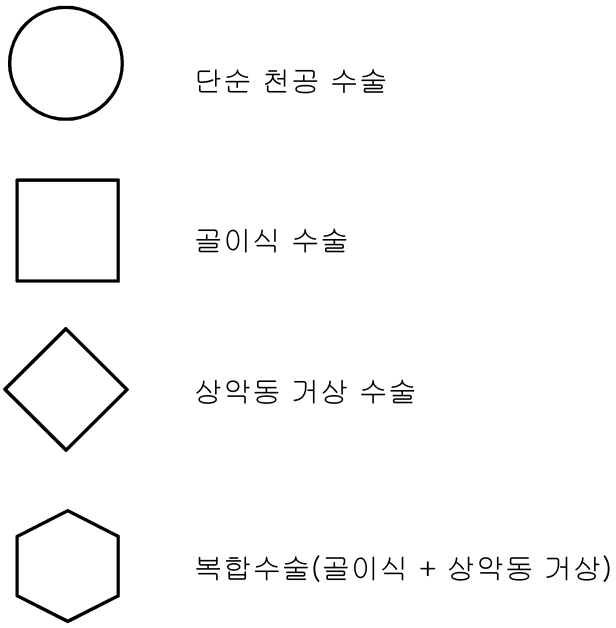 단순 천공 수술
골이식 수술
상악동 거상 수술
복합수술(골이식 + 상악동 거상)